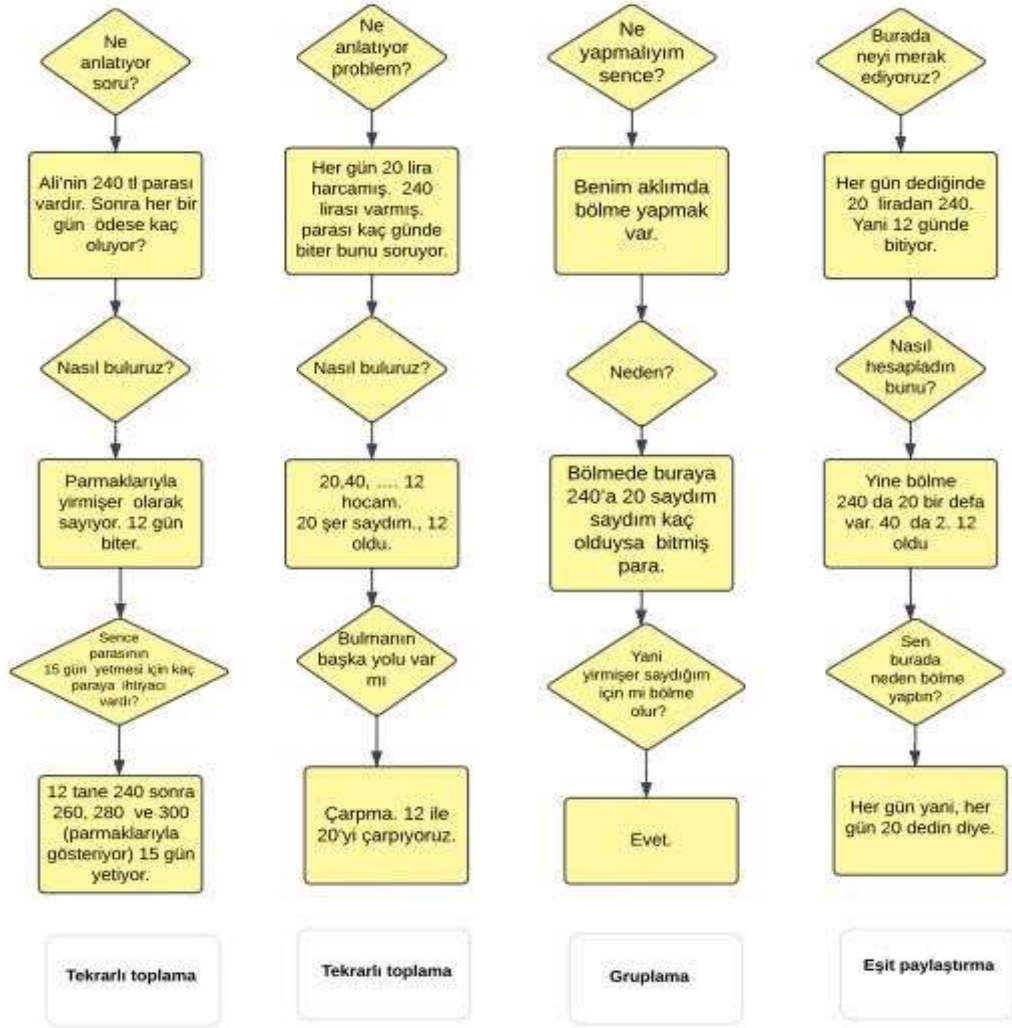 Ne
anlatıyor
soru?
Ali'nin 240 tl parası
vardır. Sonra her bir
gün ödese kaç
oluyor?
Nasıl buluruz?
Parmaklarıyla
yirmişer olarak
sayıyor. 12 gün
biter.
Sence
parasının
15 gün yetmesi için kaç
paraya ihtiyacı
vardır?
12 tane 240 sonra
260, 280 ve 300
(parmaklarıyla
gösteriyor) 15 gün
yetiyor.
Tekrarlı toplama
Ne
anlatıyor
problem?
Her gün 20 lira
harcamış. 240
lirası varmış.
parası kaç günde
biter bunu soruyor.
Nasıl buluruz?
20,40, .... 12
hocam.
20 şer saydım., 12
oldu.
Bulmanın
başka yolu var
mı
Çarpma. 12 ile
20'yi çarpıyoruz.
Tekrarlı toplama
Ne
yapmalıyım
sence?
Benim aklımda
bölme yapmak
var.
Neden?
Bölmede buraya
240'a 20 saydım
saydım kaç
olduysa bitmiş
para.
Yani
yirmişer saydığım
için mi bölme
olur?
Evet.
Gruplama
Burada
neyi merak
ediyoruz?
Her gün dediğinde
20 liradan 240.
Yani 12 günde
bitiyor.
Nasıl
hesapladın
bunu?
Yine bölme
240 da 20 bir defa
var. 40 da 2. 12
oldu
Sen
burada
neden bölme
yaptın?
Her gün yani, her
gün 20 dedin diye.
Eşit paylaştırma